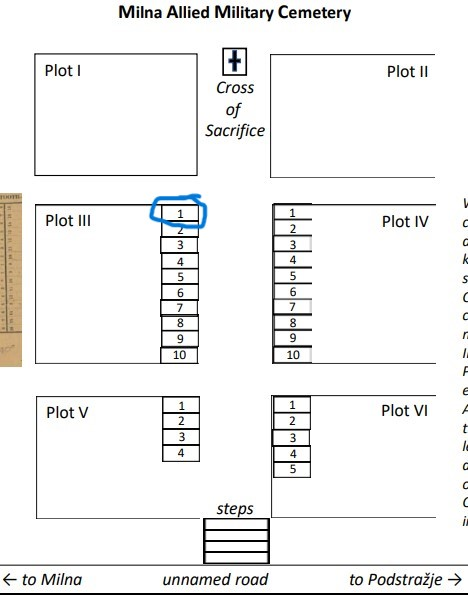 Milna Allied Military Cemetery
Plot I
Cross
of
Sacrifice
Plot II
Plot III
1
2
3
4
5
6
7
8
9
10
1
2
3
4
5
6
7
8
9
10
Plot IV
Plot V
1
2
3
4
1
2
3
4
5
Plot VI
steps
← to Milna
unnamed road
to Podstražje →